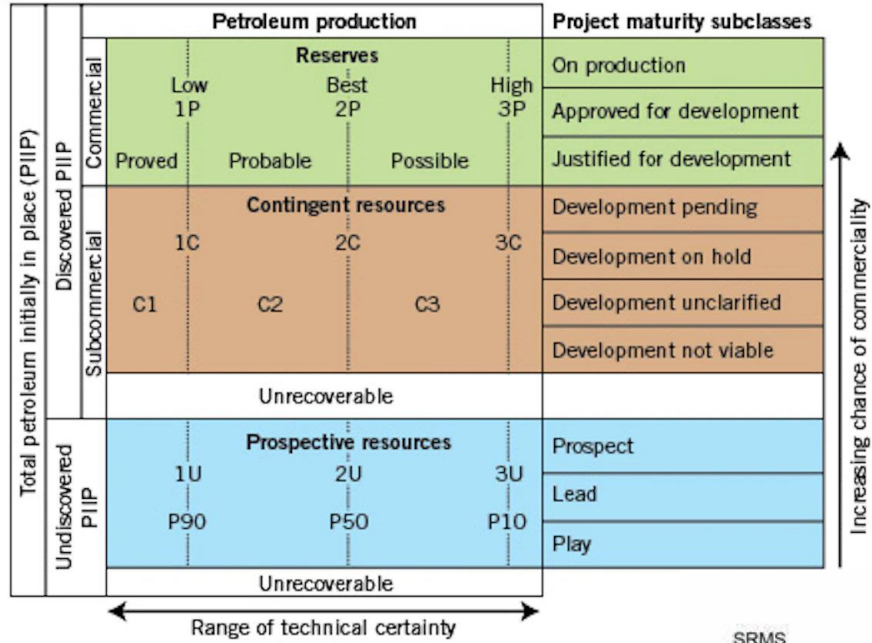 Petroleum production
Project maturity subclasses
Total petroleum initially in place (PIIP)
Discovered PIIP
Commercial
Reserves
Low
1P
Best
2P
High
3P
Proved
Probable
Possible
On production
Approved for development
Justified for development
Subcommercial
Contingent resources
1C
2C
3C
C1
C2
C3
Development pending
Development on hold
Development unclarified
Development not viable
Unrecoverable
Undiscovered
PIIP
Prospective resources
1U
2U
3U
P90
P50
P10
Prospect
Lead
Play
Unrecoverable
Range of technical certainty
Increasing chance of commerciality
SRMS